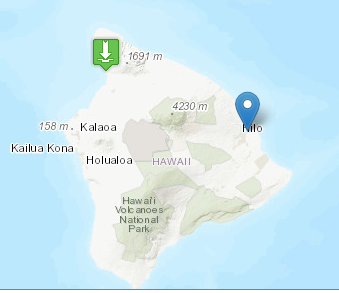 1691 m
4230 m
158 m
Kalaoa
Hilo
Kailua Kona
Holualoa
HAWAII
Hawai'i
Volcanoes
National
Park